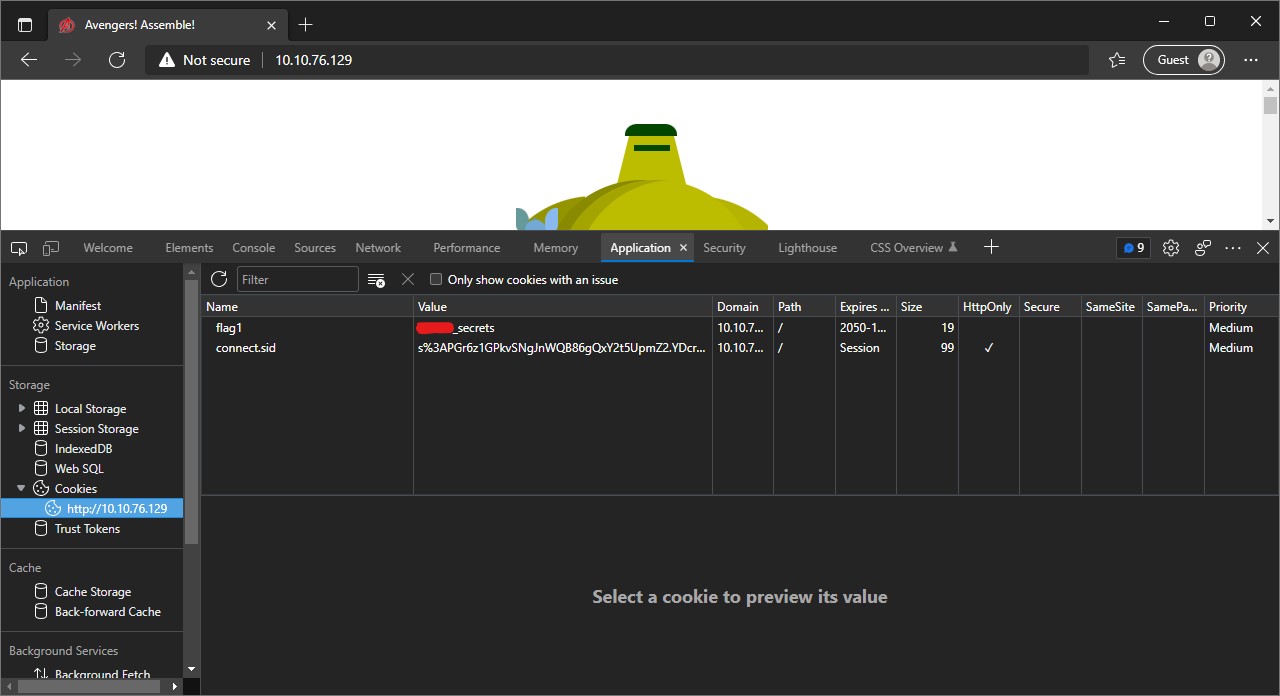 Avengers! Assemble!
Not secure 10.10.76.129 Guest
Welcome Elements Console Sources Network Performance Memory Application Security Lighthouse CSS Overview 9
Application
Manifest
Service Workers
Storage
Storage
Local Storage
Session Storage
IndexedDB
Web SQL
Cookies
http://10.10.76.129
Trust Tokens
Cache
Cache Storage
Back-forward Cache
Background Services
Background Fetch
Filter Only show cookies with an issue
Name Value Domain Path Expires ... Size HttpOnly Secure SameSite SamePa... Priority
flag1 _secrets 10.10.7... / 2050-1... 19 Medium
connect.sid s%3APGr6z1GPkvSNgJnWQB86gQxY2t5UpmZ2.YDcr... 10.10.7... / Session 99 ✓ Medium
Select a cookie to preview its value